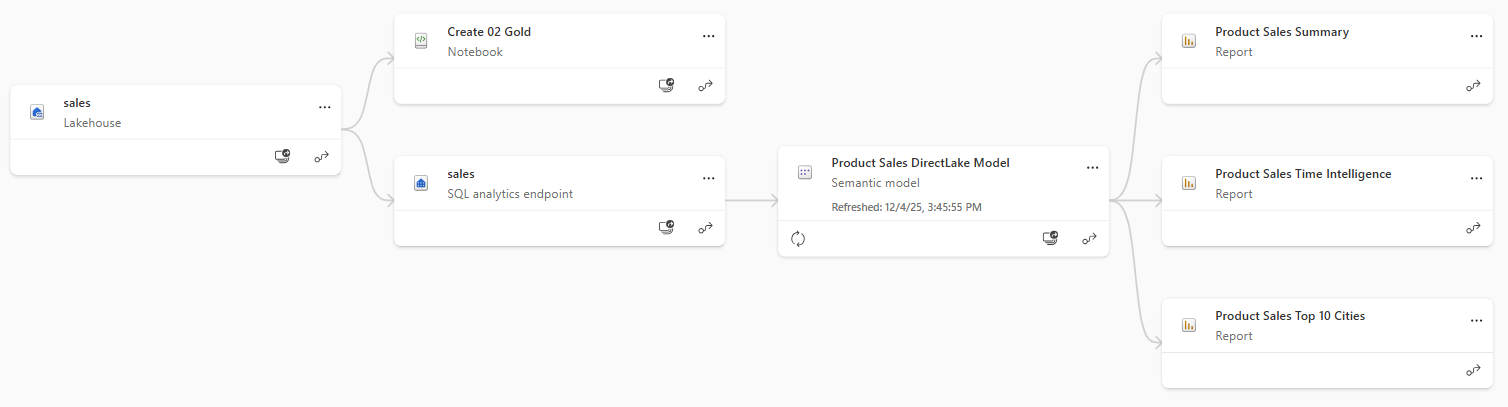 sales
Lakehouse
Create 02 Gold
Notebook
sales
SQL analytics endpoint
Product Sales DirectLake Model
Semantic model
Refreshed: 12/4/25, 3:45:55 PM
Product Sales Summary
Report
Product Sales Time Intelligence
Report
Product Sales Top 10 Cities
Report